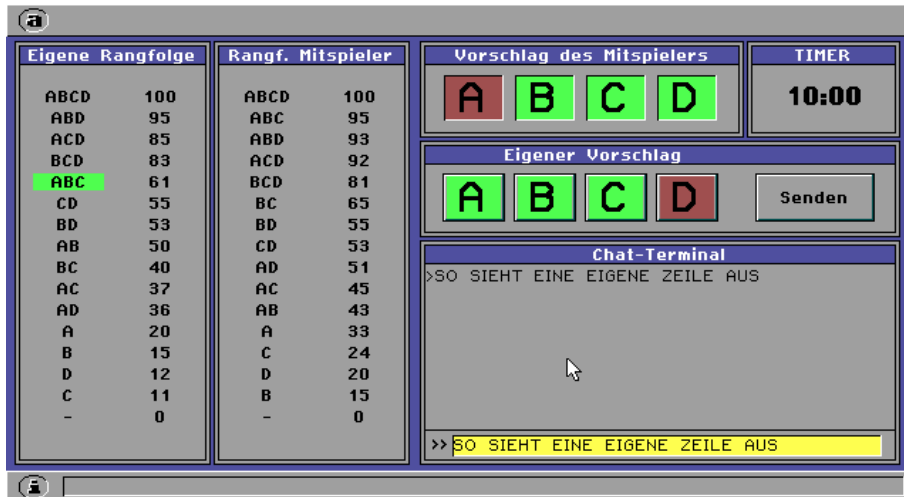 a
Eigene Rangfolge
ABCD 100
ABD 95
ACD 85
BCD 83
ABC 61
CD 55
BD 53
AB 50
BC 40
AC 37
AD 36
A 20
B 15
D 12
C 11
- 0
Rangf. Mitspieler
ABCD 100
ABC 95
ABD 93
ACD 92
BCD 81
BC 65
BD 55
CD 53
AD 51
AC 45
AB 43
A 33
C 24
D 20
B 15
- 0
Vorschlag des Mitspielers
A B C D
TIMER
10:00
Eigener Vorschlag
A B C D Senden
Chat-Terminal
>SO SIEHT EINE EIGENE ZEILE AUS
>> SO SIEHT EINE EIGENE ZEILE AUS
i